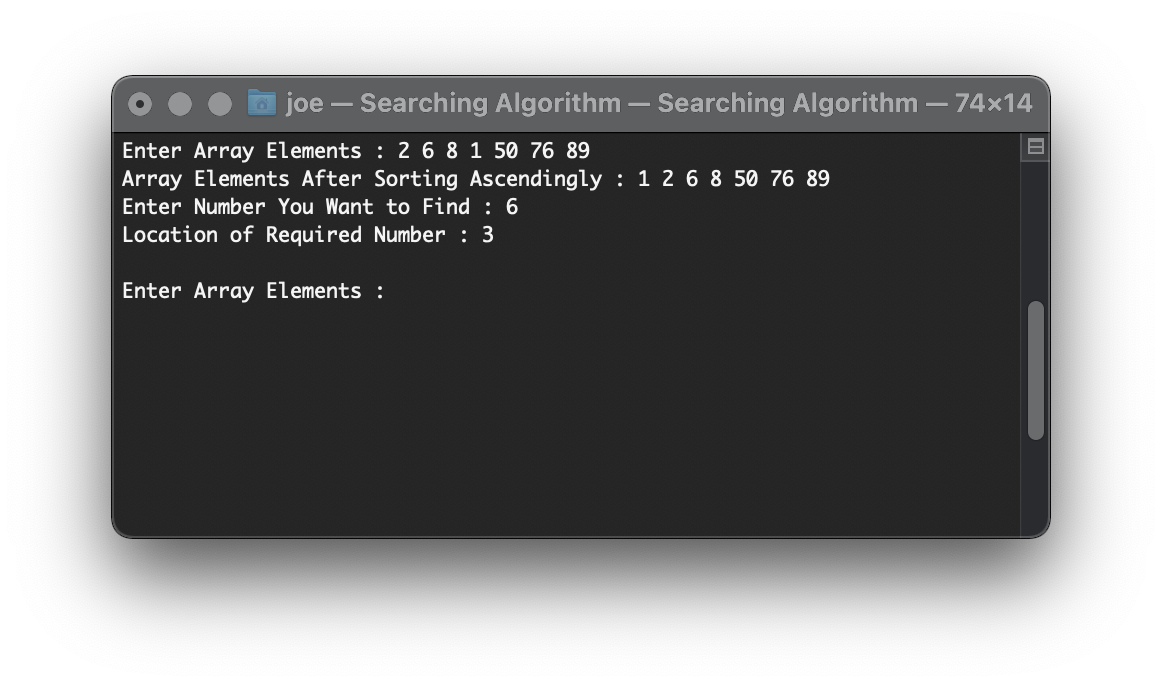 joe — Searching Algorithm — Searching Algorithm — 74×14
Enter Array Elements : 2 6 8 1 50 76 89
Array Elements After Sorting Ascendingly : 1 2 6 8 50 76 89
Enter Number You Want to Find : 6
Location of Required Number : 3
Enter Array Elements :